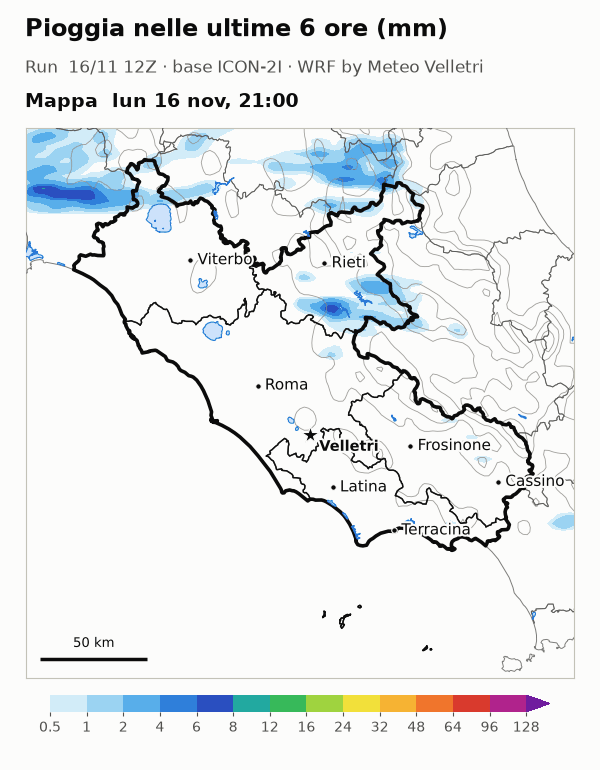 Pioggia nelle ultime 6 ore (mm)
Run  16/11 12Z · base ICON-2I · WRF by Meteo Velletri
Mappa  lun 16 nov, 21:00
Viterbo
Rieti
Roma
Velletri
Frosinone
Latina
Cassino
Terracina
50 km
0.5 1 2 4 6 8 12 16 24 32 48 64 96 128